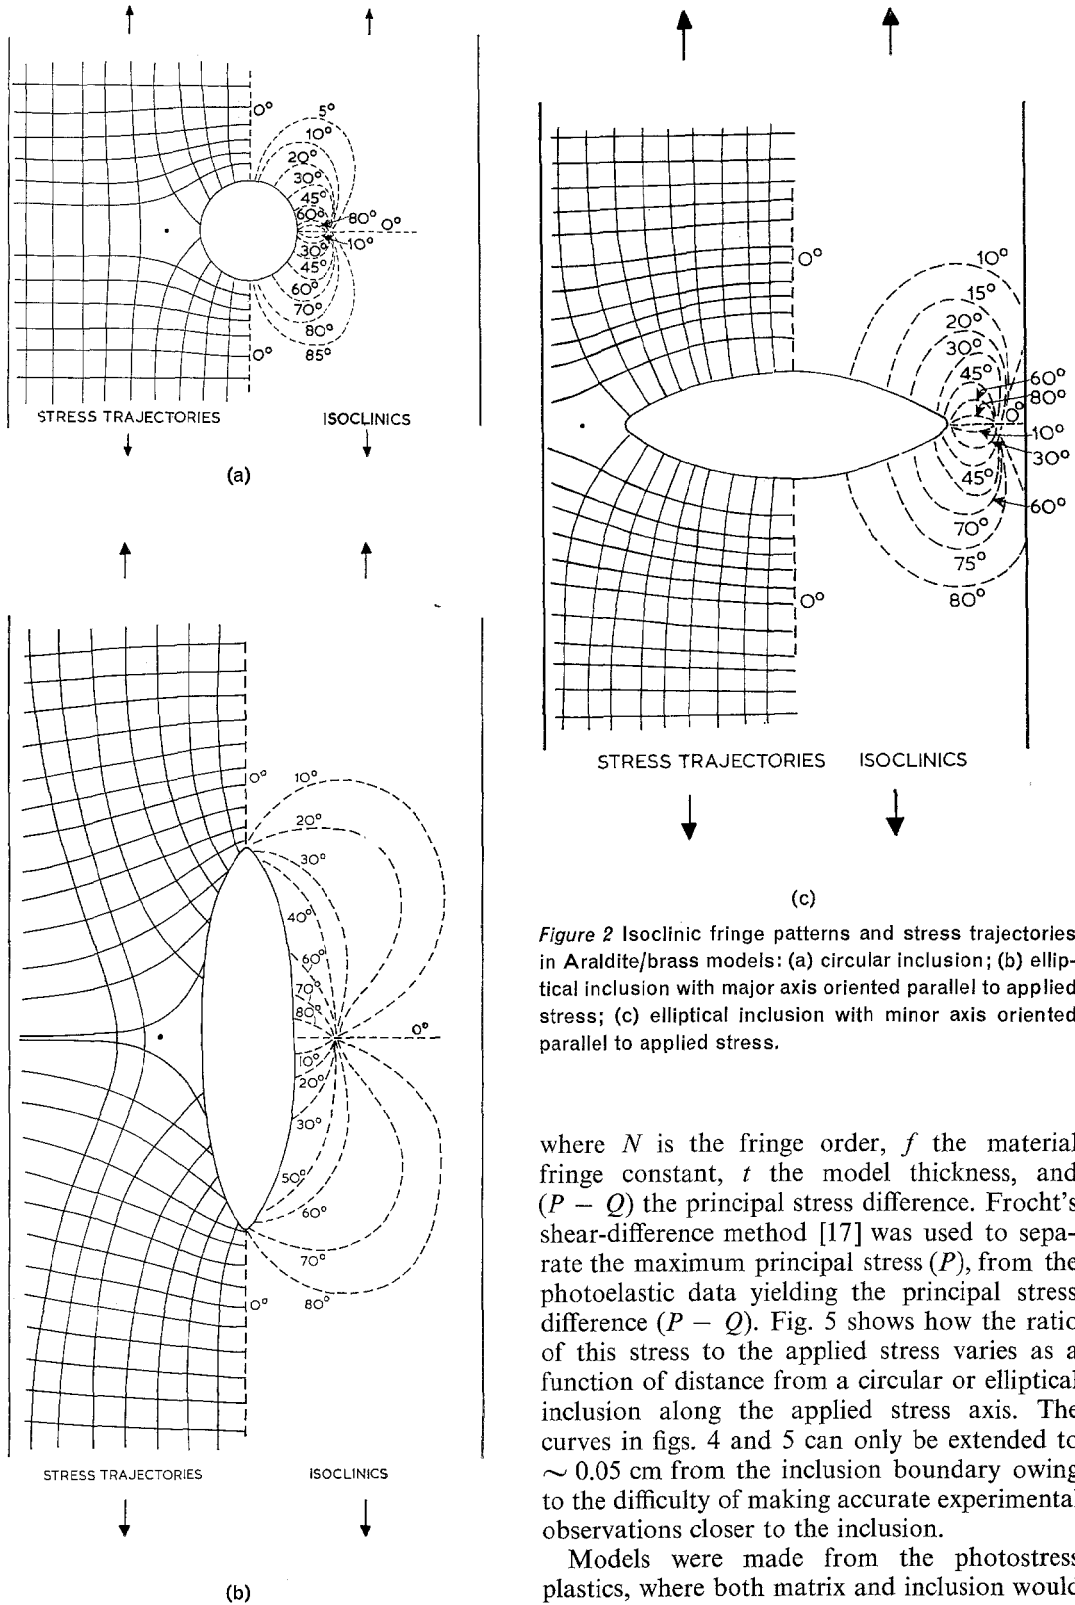 0°
5°
10°
20°
30°
45°
60°
80°
0°
10°
30°
45°
60°
70°
80°
85°
0°
STRESS TRAJECTORIES
ISOCLINICS
(a)
0°
10°
20°
30°
40°
60°
70°
80°
0°
10°
20°
30°
50°
60°
70°
80°
0°
STRESS TRAJECTORIES
ISOCLINICS
(b)
0°
10°
15°
20°
30°
45°
60°
80°
0°
10°
30°
45°
60°
70°
75°
80°
0°
STRESS TRAJECTORIES
ISOCLINICS
(c)
Figure 2 Isoclinic fringe patterns and stress trajectories
in Araldite/brass models: (a) circular inclusion; (b) ellip-
tical inclusion with major axis oriented parallel to applied
stress; (c) elliptical inclusion with minor axis oriented
parallel to applied stress.
where N is the fringe order, f the material
fringe constant, t the model thickness, and
(P − Q) the principal stress difference. Frocht's
shear-difference method [17] was used to sepa-
rate the maximum principal stress (P), from the
photoelastic data yielding the principal stress
difference (P − Q). Fig. 5 shows how the ratio
of this stress to the applied stress varies as a
function of distance from a circular or elliptical
inclusion along the applied stress axis. The
curves in figs. 4 and 5 can only be extended to
~ 0.05 cm from the inclusion boundary owing
to the difficulty of making accurate experimental
observations closer to the inclusion.
Models were made from the photostress
plastics, where both matrix and inclusion would